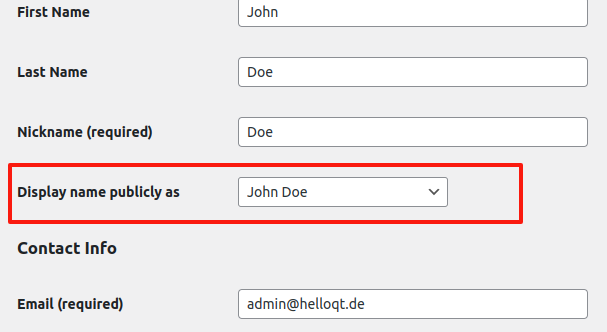 First Name John
Last Name Doe
Nickname (required) Doe
Display name publicly as John Doe
Contact Info
Email (required) admin@helloqt.de